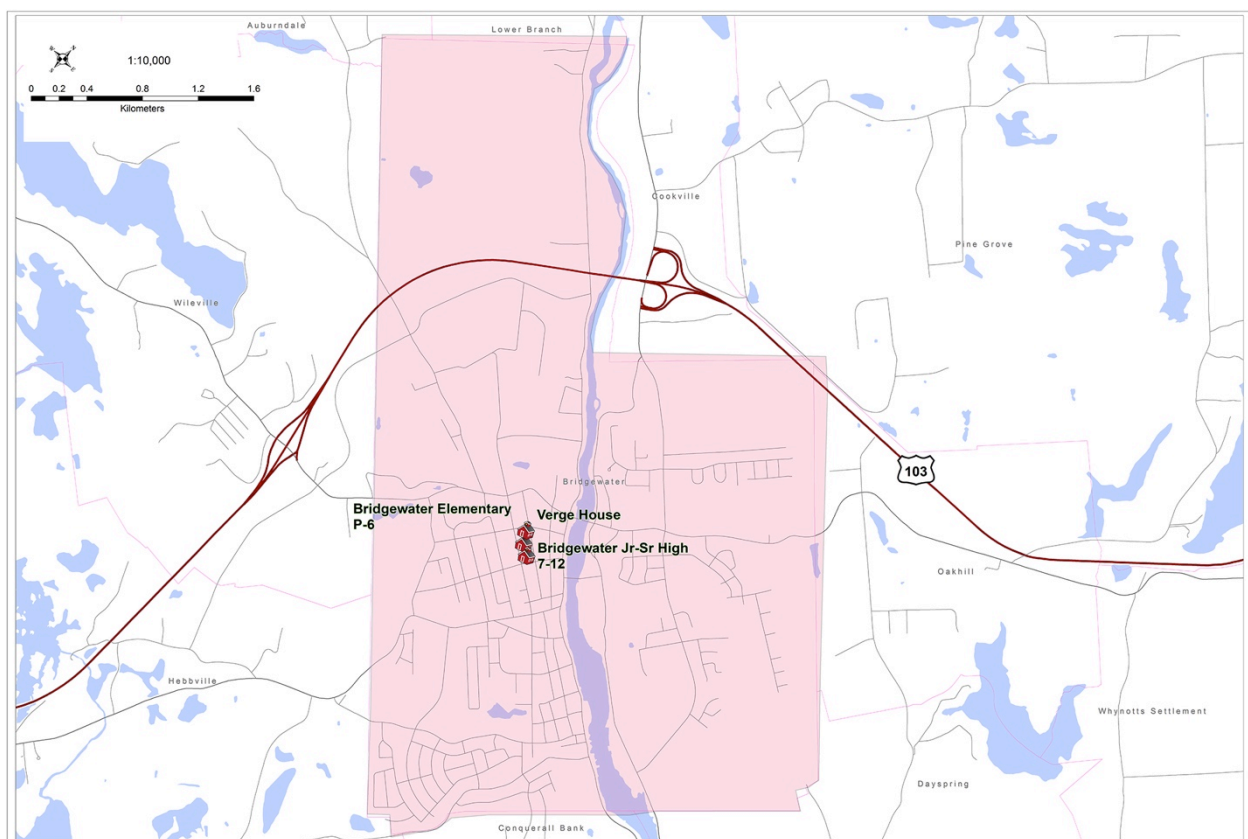 Auburndale
Lower Branch
1:10,000
0 0.2 0.4 0.8 1.2 1.6
Kilometers
Cookville
Pine Grove
Wileville
103
Bridgewater
Bridgewater Elementary
P-6
Verge House
Bridgewater Jr-Sr High
7-12
Oakhill
Hebbville
Whynotts Settlement
Dayspring
Conquerall Bank